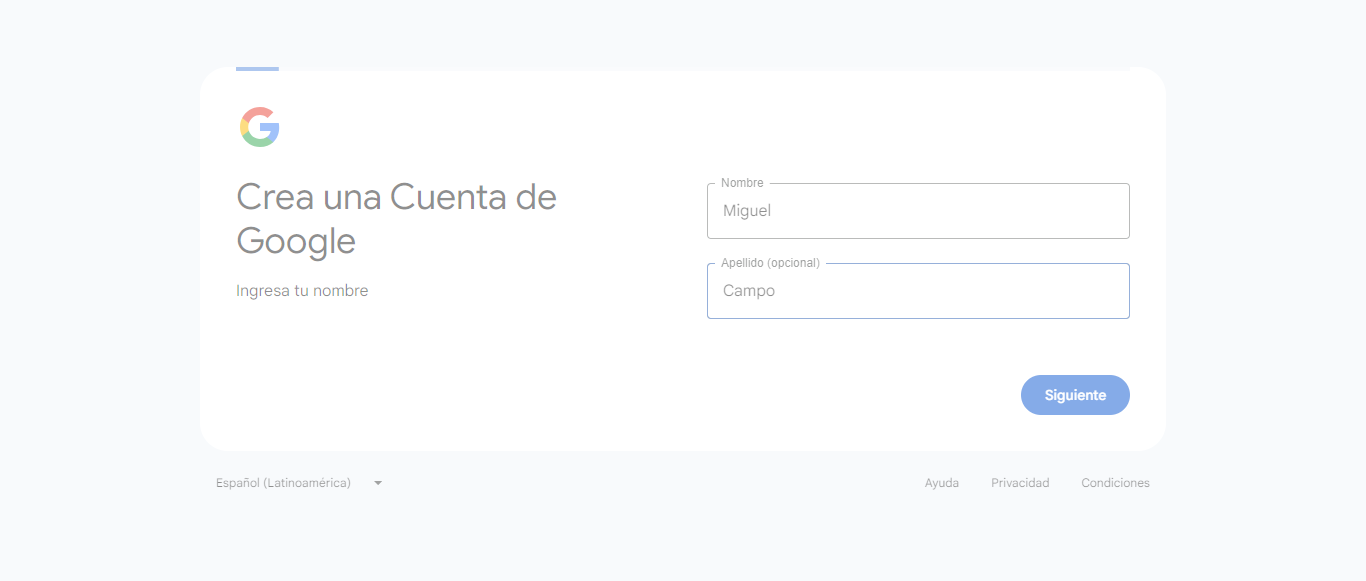 Crea una Cuenta de
Google
Ingresa tu nombre
Nombre
Miguel
Apellido (opcional)
Campo
Siguiente
Español (Latinoamérica)
Ayuda
Privacidad
Condiciones